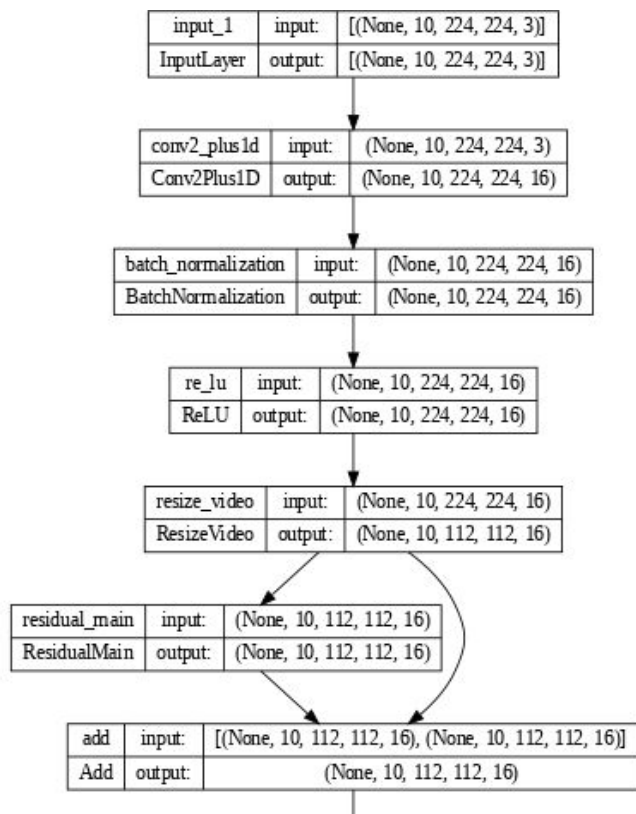 input_1 input: [(None, 10, 224, 224, 3)]
InputLayer output: [(None, 10, 224, 224, 3)]
conv2_plus1d input: (None, 10, 224, 224, 3)
Conv2Plus1D output: (None, 10, 224, 224, 16)
batch_normalization input: (None, 10, 224, 224, 16)
BatchNormalization output: (None, 10, 224, 224, 16)
re_lu input: (None, 10, 224, 224, 16)
ReLU output: (None, 10, 224, 224, 16)
resize_video input: (None, 10, 224, 224, 16)
ResizeVideo output: (None, 10, 112, 112, 16)
residual_main input: (None, 10, 112, 112, 16)
ResidualMain output: (None, 10, 112, 112, 16)
add input: [(None, 10, 112, 112, 16), (None, 10, 112, 112, 16)]
Add output: (None, 10, 112, 112, 16)